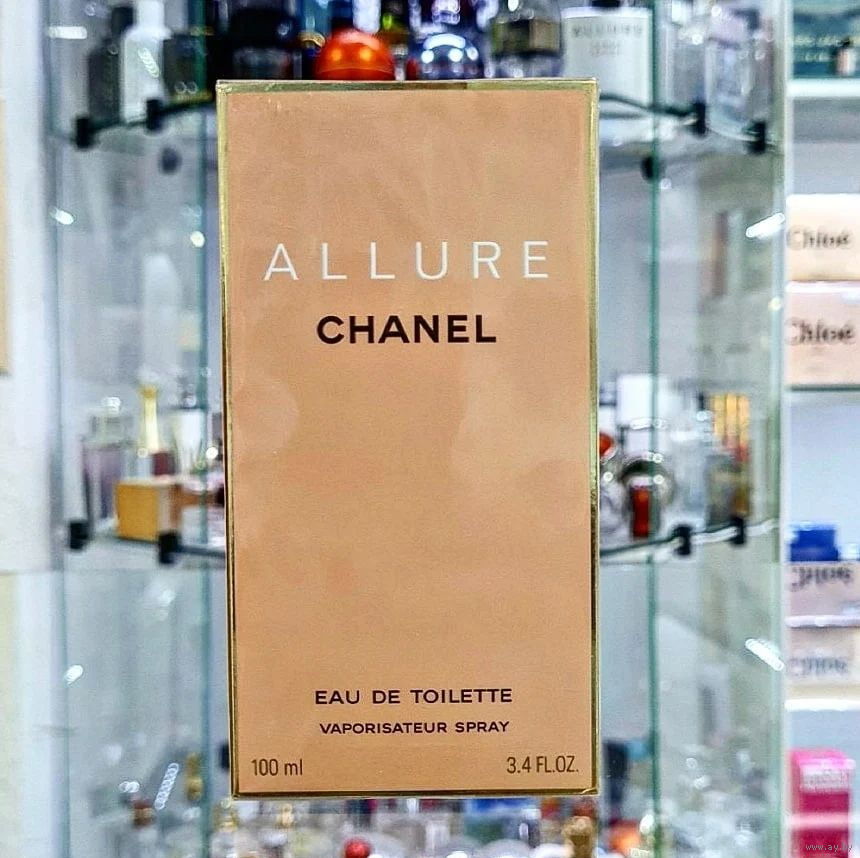 ALLURE
CHANEL
EAU DE TOILETTE
VAPORISATEUR SPRAY
100 ml
3.4 FL.OZ.
Chloé
Chloé